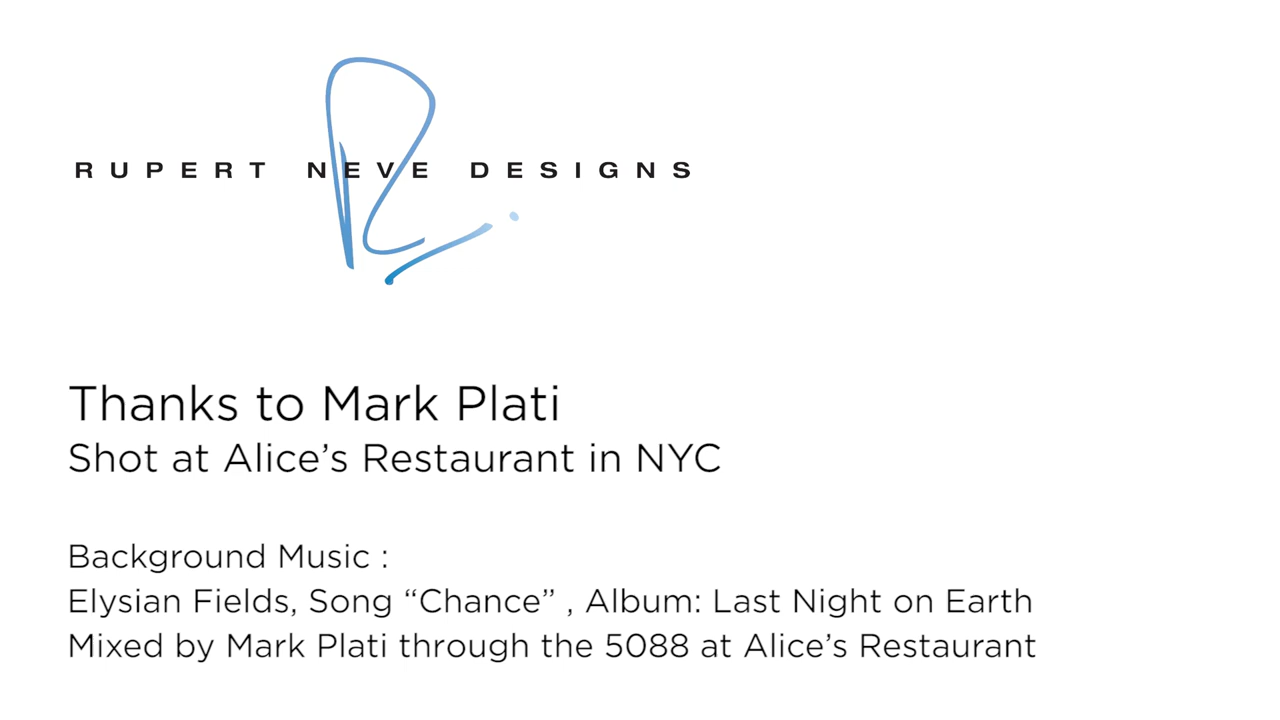 RUPERT NEVE DESIGNS
Thanks to Mark Plati
Shot at Alice’s Restaurant in NYC
Background Music :
Elysian Fields, Song “Chance” , Album: Last Night on Earth
Mixed by Mark Plati through the 5088 at Alice’s Restaurant